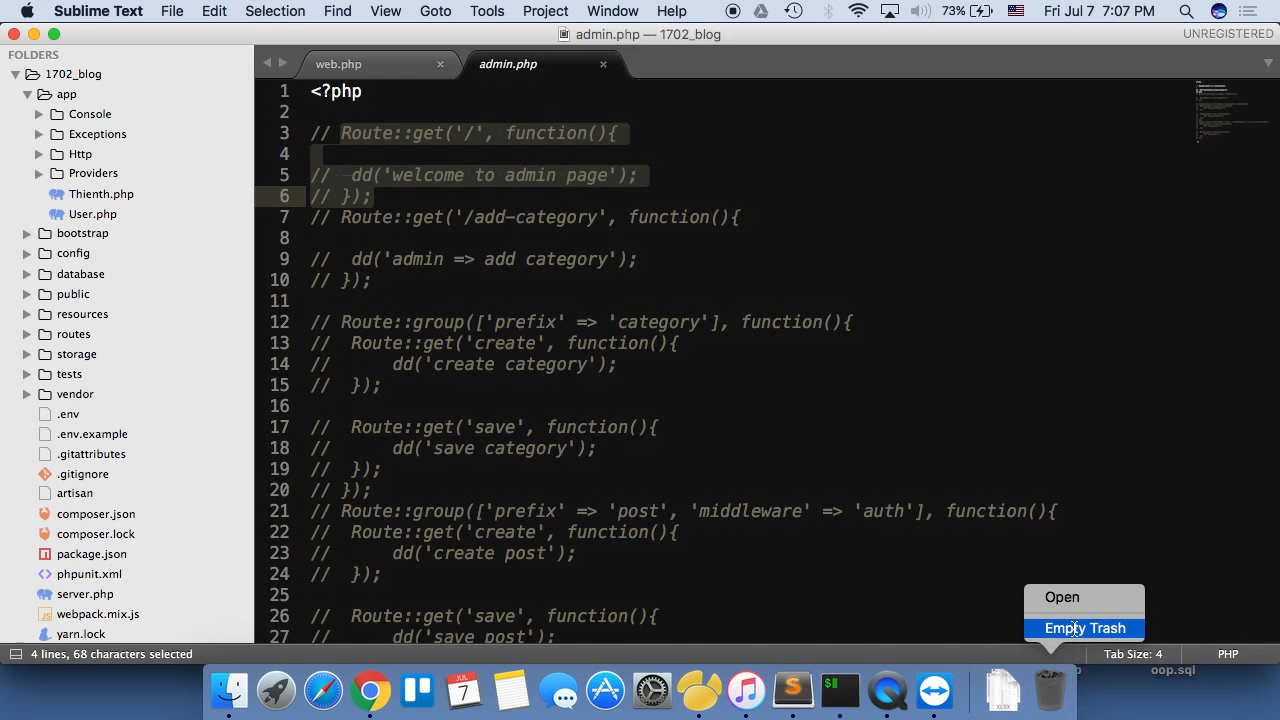 Sublime Text File Edit Selection Find View Goto Tools Project Window Help 73% Fri Jul 7 7:07 PM
admin.php — 1702_blog UNREGISTERED
FOLDERS
1702_blog
app
Console
Exceptions
Http
Providers
Thienth.php
User.php
bootstrap
config
database
public
resources
routes
storage
tests
vendor
.env
.env.example
.gitattributes
.gitignore
artisan
composer.json
composer.lock
package.json
phpunit.xml
server.php
webpack.mix.js
yarn.lock
web.php × admin.php ×
1 <?php
2
3 // Route::get('/', function(){
4
5 // dd('welcome to admin page');
6 // });
7 // Route::get('/add-category', function(){
8
9 // dd('admin => add category');
10 // });
11
12 // Route::group(['prefix' => 'category'], function(){
13 // Route::get('create', function(){
14 // dd('create category');
15 // });
16
17 // Route::get('save', function(){
18 // dd('save category');
19 // });
20 // });
21 // Route::group(['prefix' => 'post', 'middleware' => 'auth'], function(){
22 // Route::get('create', function(){
23 // dd('create post');
24 // });
25
26 // Route::get('save', function(){
27 // dd('save post');
Open
Empty Trash
4 lines, 68 characters selected Tab Size: 4 PHP
oop.sql
JUL
7
$
XLSX